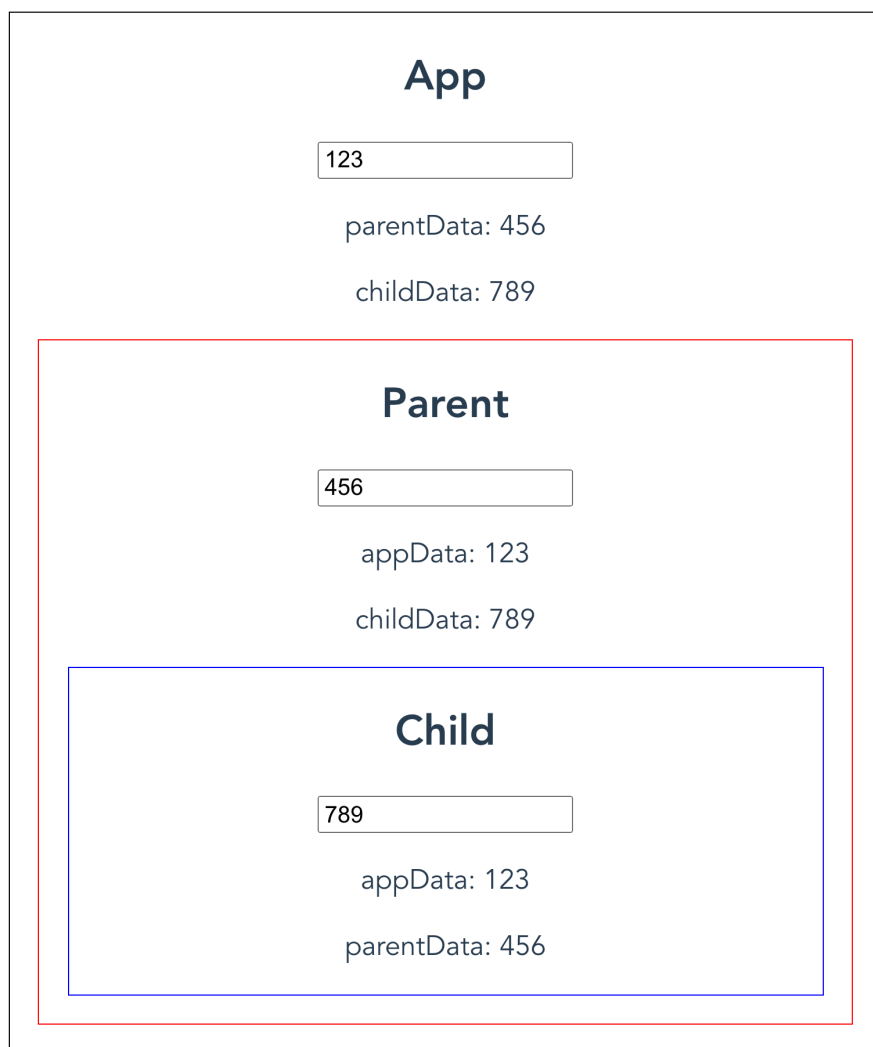 App
123
parentData: 456
childData: 789
Parent
456
appData: 123
childData: 789
Child
789
appData: 123
parentData: 456